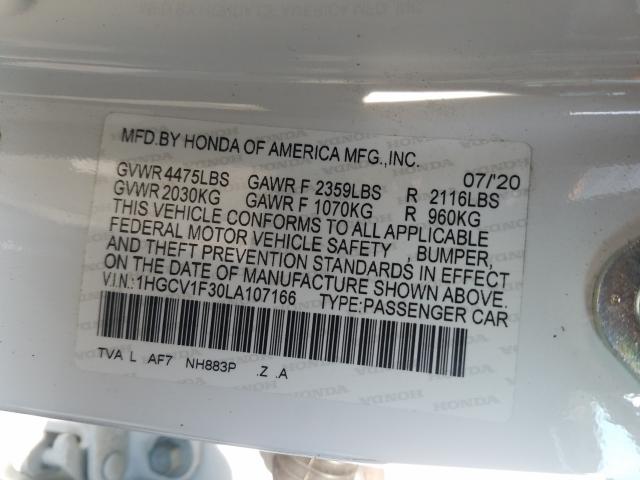 MFD.BY HONDA OF AMERICA MFG.,INC. 07/'20
GVWR 4475LBS GAWR F 2359LBS R 2116LBS
GVWR 2030KG GAWR F 1070KG R 960KG
THIS VEHICLE CONFORMS TO ALL APPLICABLE
FEDERAL MOTOR VEHICLE SAFETY , BUMPER,
AND THEFT PREVENTION STANDARDS IN EFFECT
ON THE DATE OF MANUFACTURE SHOWN ABOVE.
V.I.N.:1HGCV1F30LA107166 TYPE:PASSENGER CAR
TVA L AF7 NH883P .Z .A